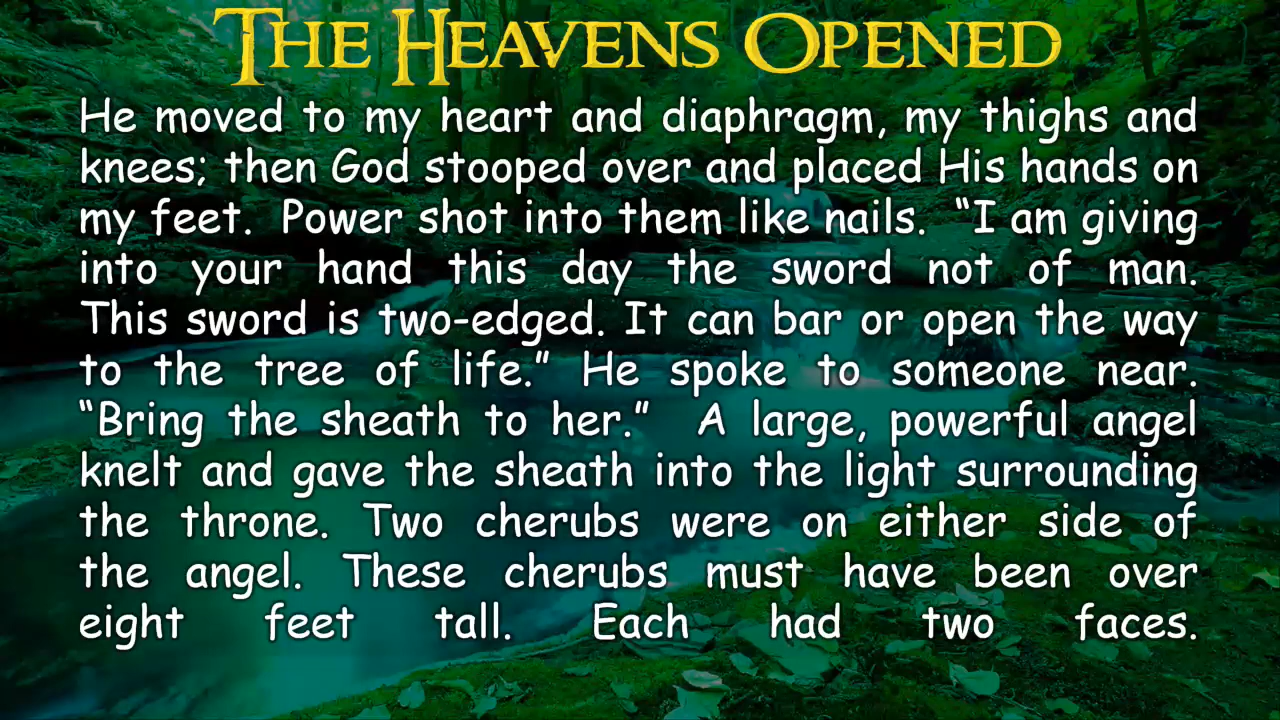 THE HEAVENS OPENED
He moved to my heart and diaphragm, my thighs and
knees; then God stooped over and placed His hands on
my feet. Power shot into them like nails. “I am giving
into your hand this day the sword not of man.
This sword is two-edged. It can bar or open the way
to the tree of life.” He spoke to someone near.
“Bring the sheath to her.” A large, powerful angel
knelt and gave the sheath into the light surrounding
the throne. Two cherubs were on either side of
the angel. These cherubs must have been over
eight feet tall. Each had two faces.